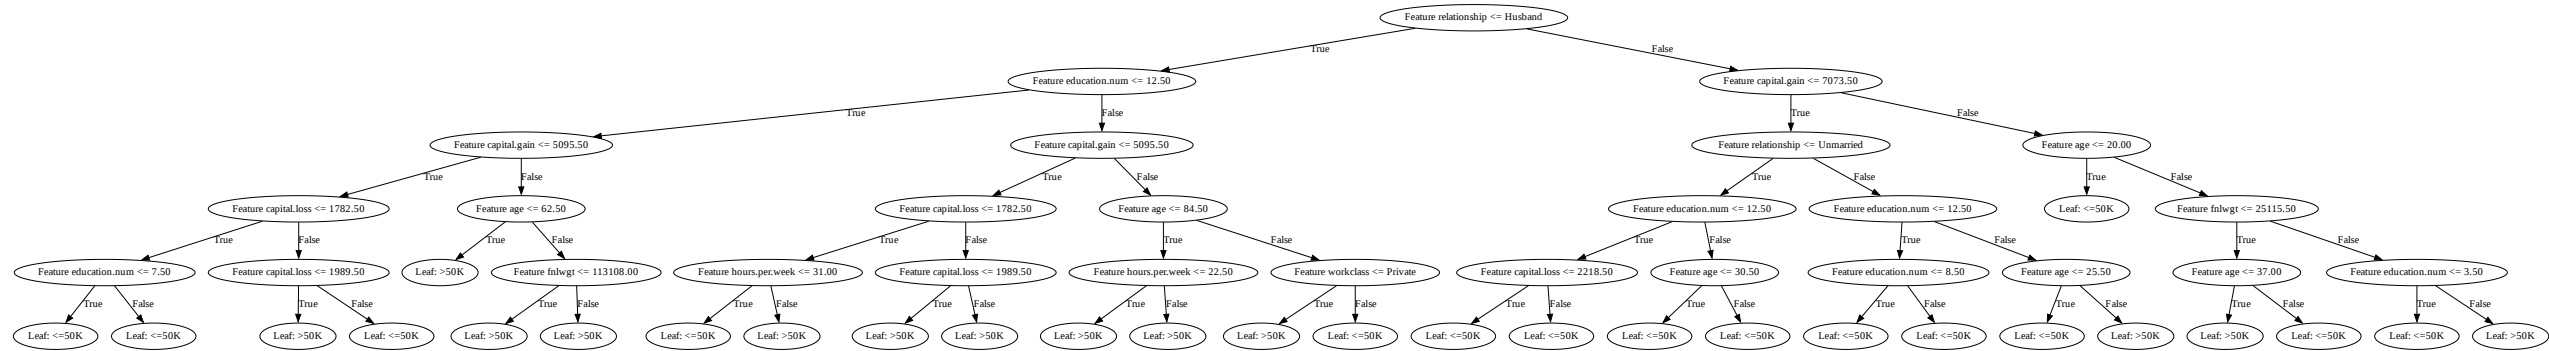 Feature relationship <= Husband
True
False
Feature education.num <= 12.50
Feature capital.gain <= 7073.50
True
False
True
False
Feature capital.gain <= 5095.50
Feature capital.gain <= 5095.50
Feature relationship <= Unmarried
Feature age <= 20.00
True
False
True
False
True
False
True
False
Feature capital.loss <= 1782.50
Feature age <= 62.50
Feature capital.loss <= 1782.50
Feature age <= 84.50
Feature education.num <= 12.50
Feature education.num <= 12.50
Leaf: <=50K
Feature fnlwgt <= 25115.50
True
False
True
False
True
False
True
False
True
False
True
False
True
False
Feature education.num <= 7.50
Feature capital.loss <= 1989.50
Leaf: >50K
Feature fnlwgt <= 113108.00
Feature hours.per.week <= 31.00
Feature capital.loss <= 1989.50
Feature hours.per.week <= 22.50
Feature workclass <= Private
Feature capital.loss <= 2218.50
Feature age <= 30.50
Feature education.num <= 8.50
Feature age <= 25.50
Feature age <= 37.00
Feature education.num <= 3.50
True
False
True
False
True
False
True
False
True
False
True
False
True
False
True
False
True
False
True
False
True
False
True
False
True
False
Leaf: <=50K
Leaf: <=50K
Leaf: >50K
Leaf: <=50K
Leaf: >50K
Leaf: >50K
Leaf: <=50K
Leaf: >50K
Leaf: >50K
Leaf: >50K
Leaf: >50K
Leaf: >50K
Leaf: >50K
Leaf: <=50K
Leaf: <=50K
Leaf: <=50K
Leaf: <=50K
Leaf: <=50K
Leaf: <=50K
Leaf: <=50K
Leaf: <=50K
Leaf: >50K
Leaf: >50K
Leaf: <=50K
Leaf: <=50K
Leaf: >50K